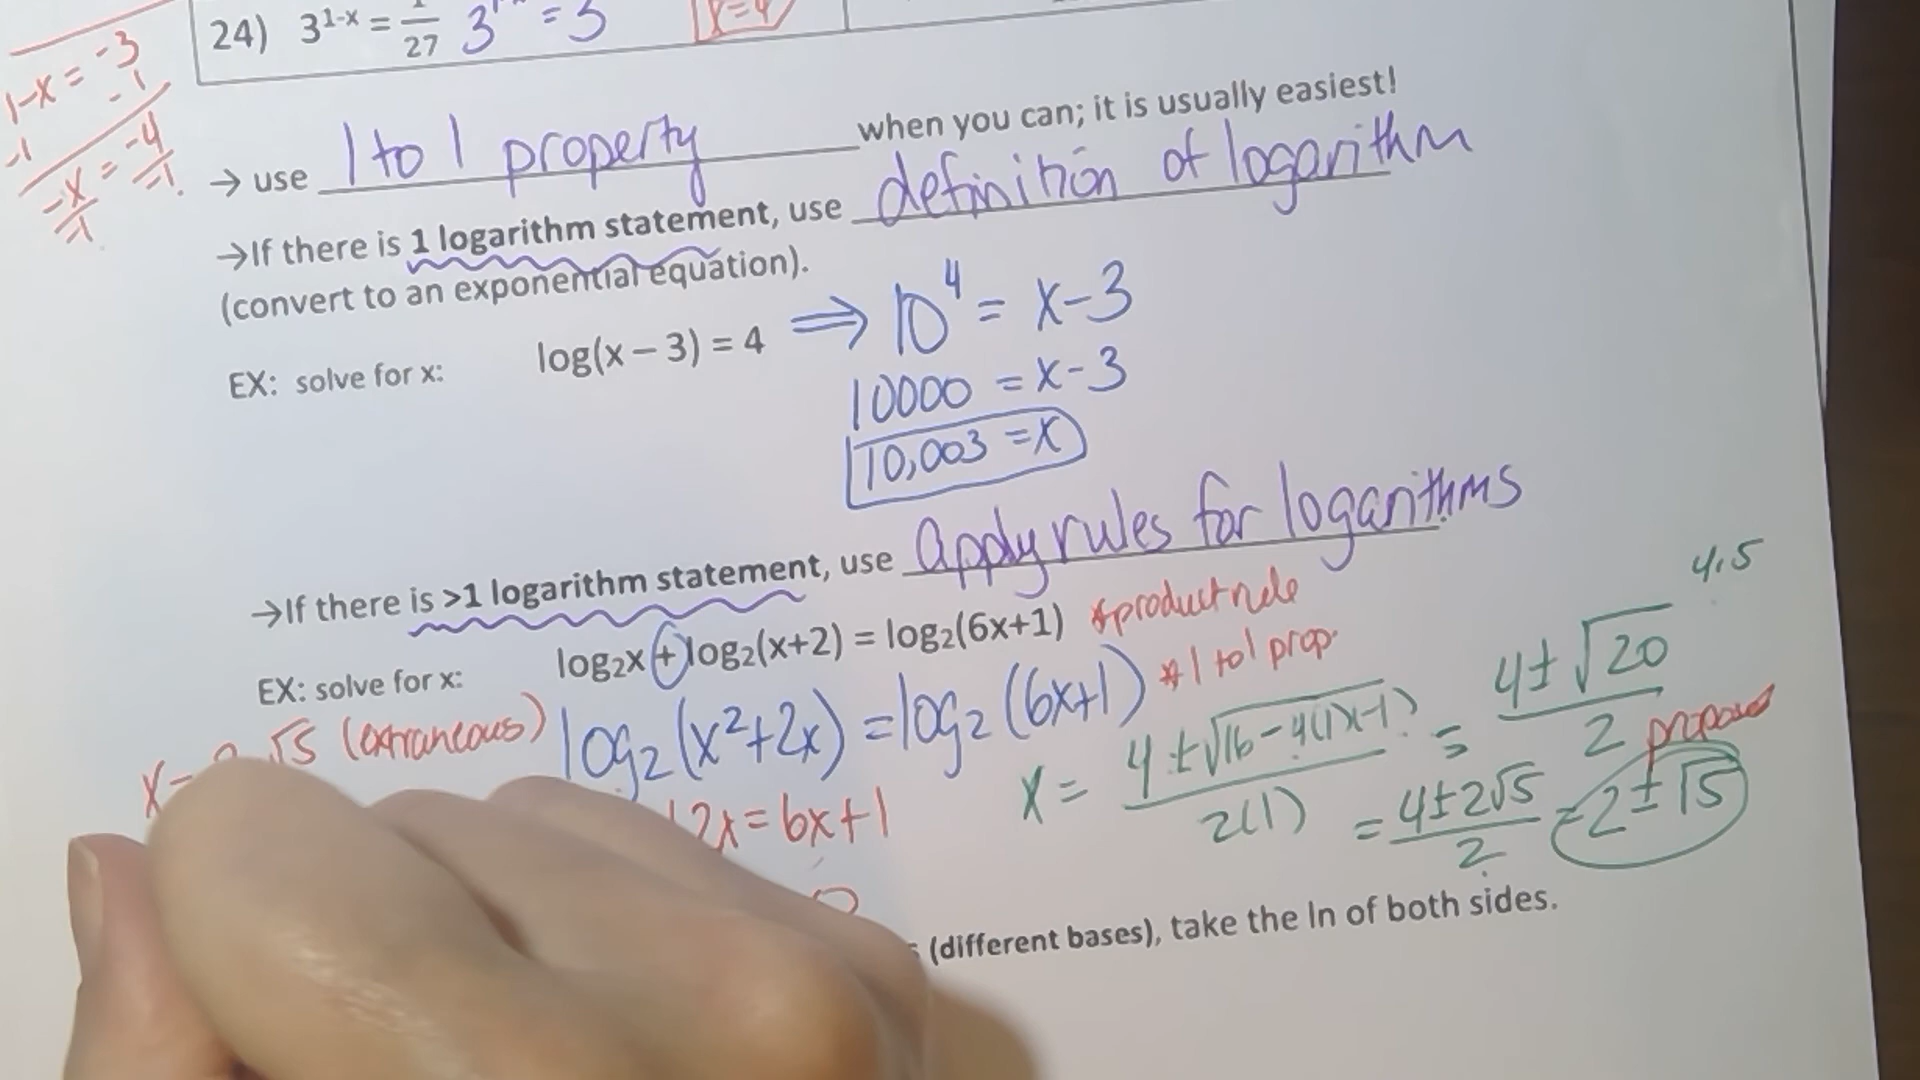 24) 3^(1-x) = 1/27 3 = 3 x=4
1-x = -3
-1 -1
-x/-1 = -4/-1
→ use 1 to 1 property when you can; it is usually easiest!
→If there is 1 logarithm statement, use definition of logarithm
(convert to an exponential equation).
EX: solve for x: log(x – 3) = 4 ⟹ 10^4 = x-3
10000 = x-3
10,003 = x
→If there is >1 logarithm statement, use apply rules for logarithms
EX: solve for x: log₂x + log₂(x+2) = log₂(6x+1) *product rule
log₂(x²+2x) = log₂(6x+1) *1 to 1 prop.
x √5 (extraneous)
2x = 6x+1
4·5
x = (4±√(16-4(1)(-1)))/2(1) = (4±√20)/2
= (4±2√5)/2 = 2±√5 proposed
(different bases), take the ln of both sides.